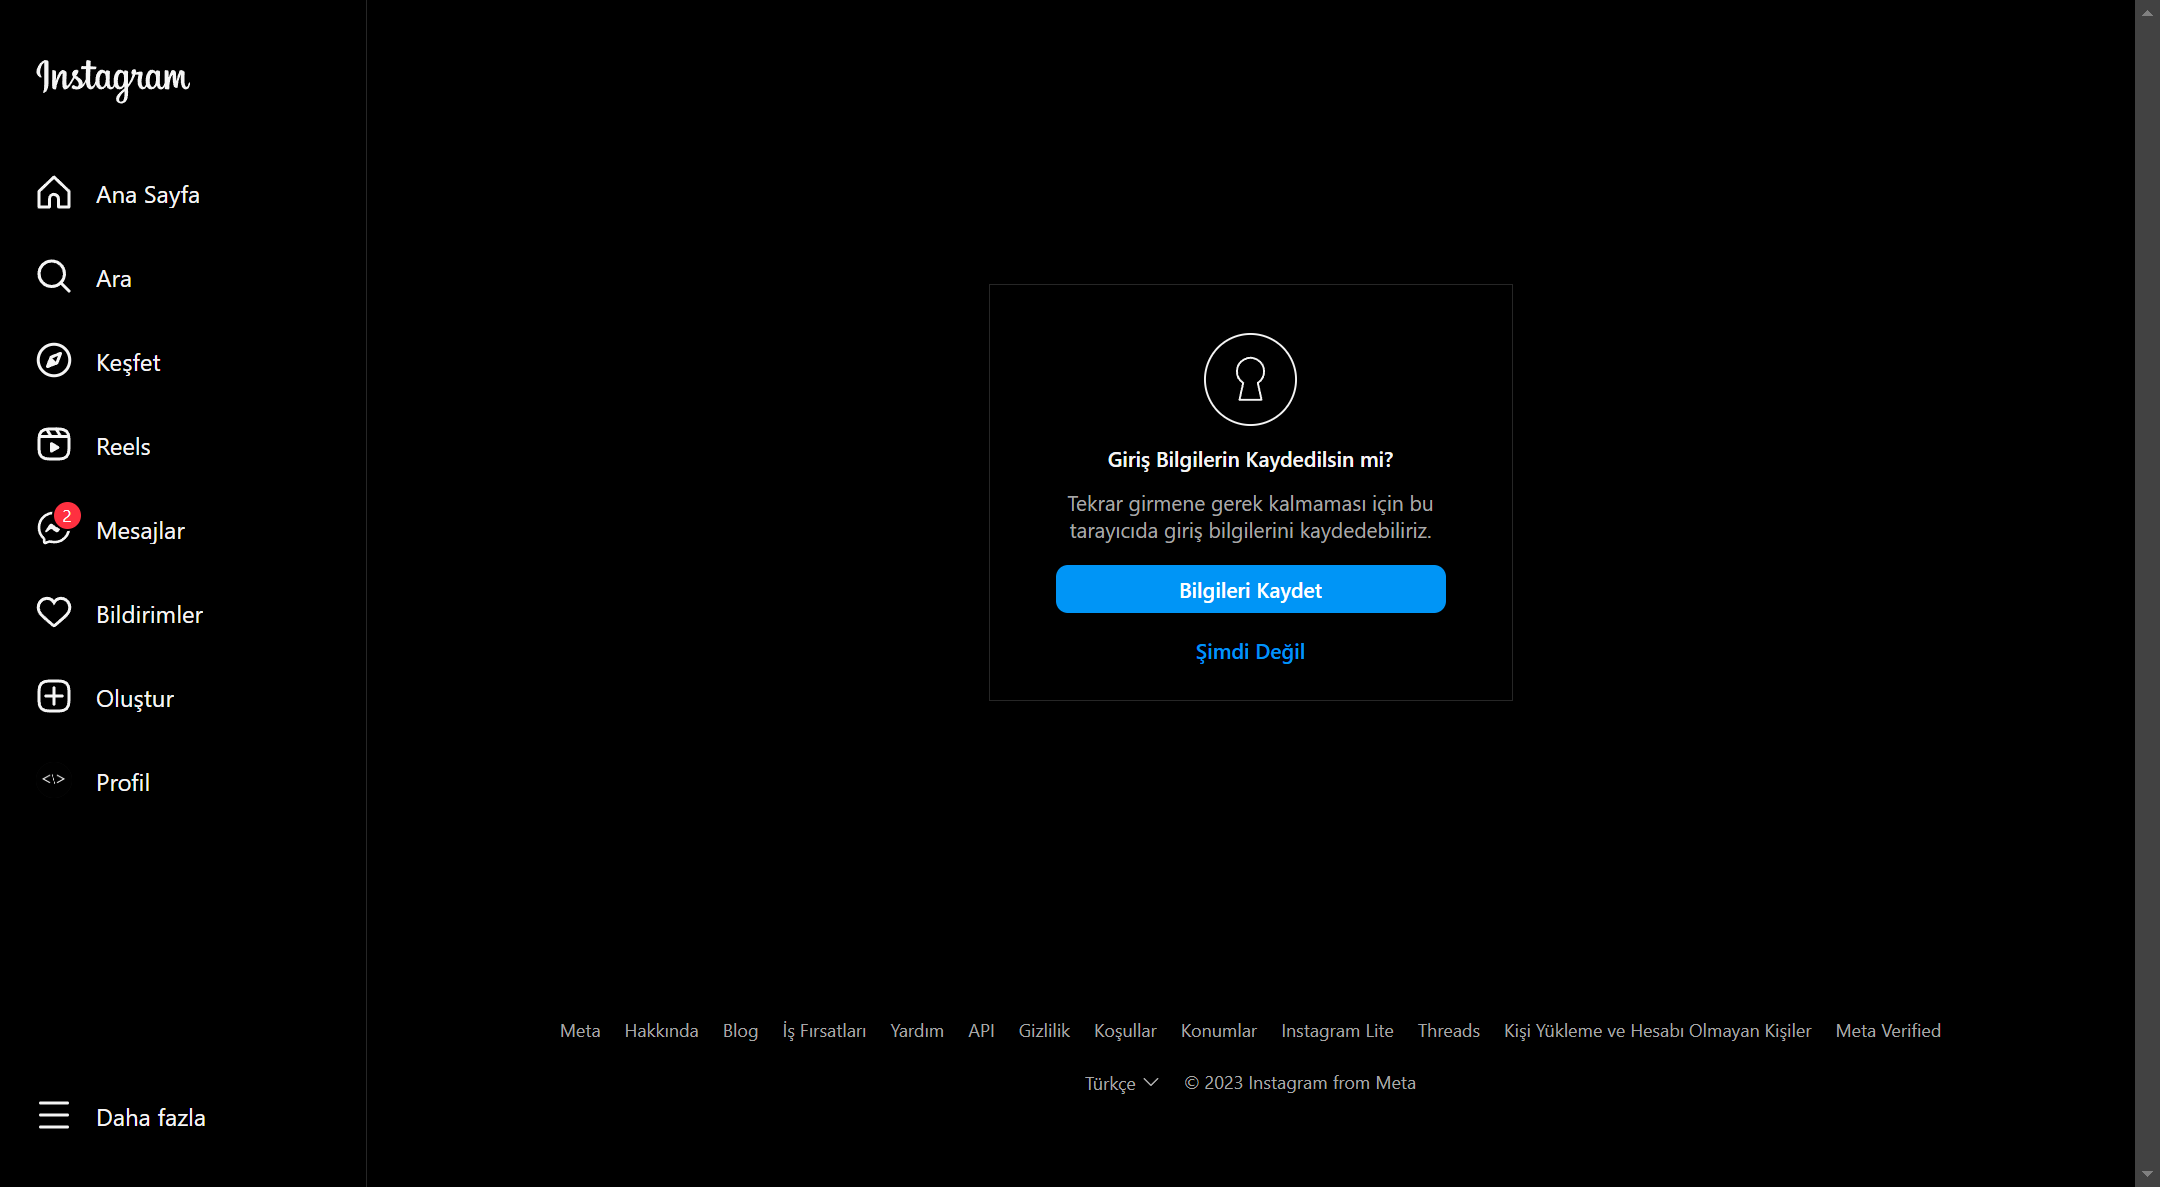 Instagram
Ana Sayfa
Ara
Keşfet
Reels
2
Mesajlar
Bildirimler
Oluştur
<\>
Profil
Daha fazla
Giriş Bilgilerin Kaydedilsin mi?
Tekrar girmene gerek kalmaması için bu
tarayıcıda giriş bilgilerini kaydedebiliriz.
Bilgileri Kaydet
Şimdi Değil
Meta Hakkında Blog İş Fırsatları Yardım API Gizlilik Koşullar Konumlar Instagram Lite Threads Kişi Yükleme ve Hesabı Olmayan Kişiler Meta Verified
Türkçe © 2023 Instagram from Meta